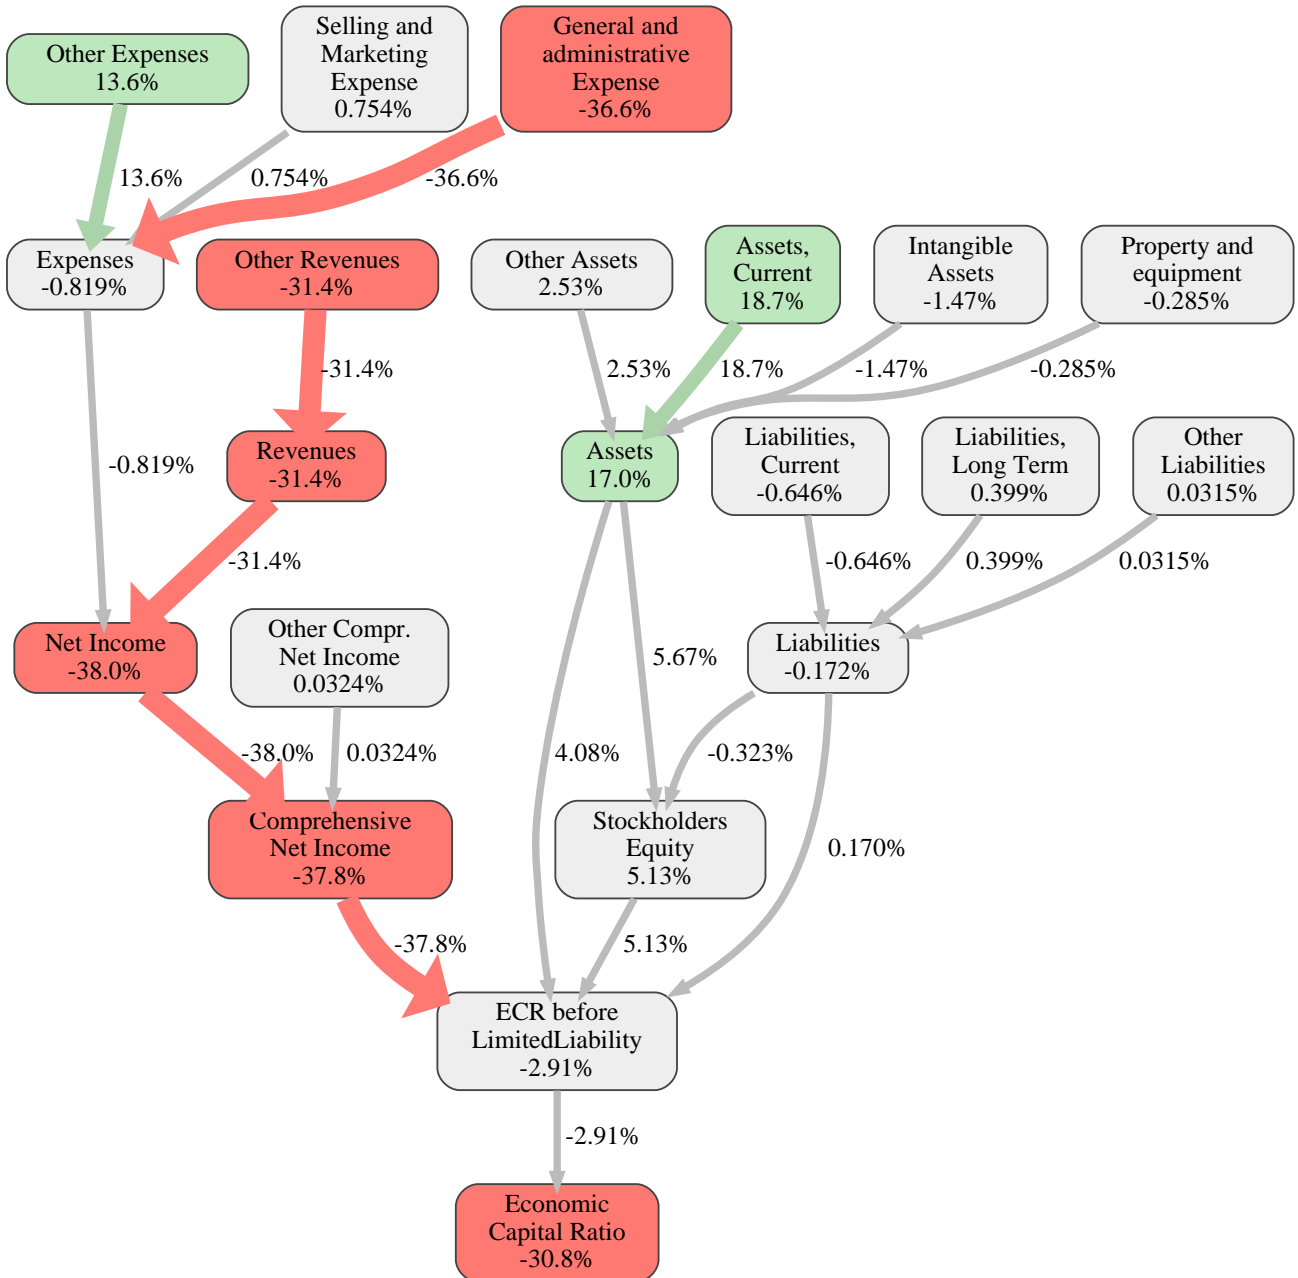 Other Expenses
13.6%
Selling and
Marketing
Expense
0.754%
General and
administrative
Expense
-36.6%
13.6%
0.754%
-36.6%
Expenses
-0.819%
Other Revenues
-31.4%
Other Assets
2.53%
Assets,
Current
18.7%
Intangible
Assets
-1.47%
Property and
equipment
-0.285%
-31.4%
2.53%
18.7%
-1.47%
-0.285%
-0.819%
Revenues
-31.4%
Assets
17.0%
Liabilities,
Current
-0.646%
Liabilities,
Long Term
0.399%
Other
Liabilities
0.0315%
-31.4%
-0.646%
0.399%
0.0315%
Net Income
-38.0%
Other Compr.
Net Income
0.0324%
5.67%
Liabilities
-0.172%
-38.0%
0.0324%
4.08%
-0.323%
Comprehensive
Net Income
-37.8%
Stockholders
Equity
5.13%
0.170%
-37.8%
5.13%
ECR before
LimitedLiability
-2.91%
-2.91%
Economic
Capital Ratio
-30.8%